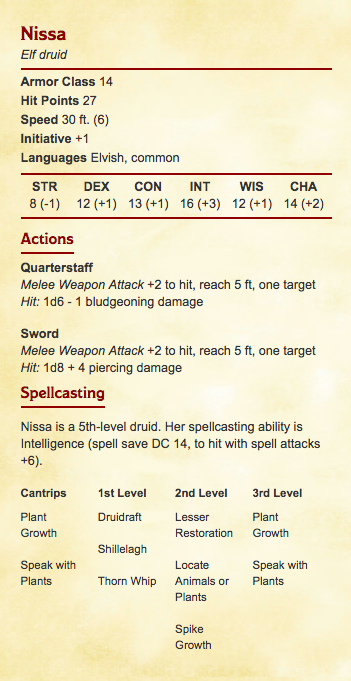 Nissa
Elf druid
Armor Class 14
Hit Points 27
Speed 30 ft. (6)
Initiative +1
Languages Elvish, common
STR DEX CON INT WIS CHA
8 (-1) 12 (+1) 13 (+1) 16 (+3) 12 (+1) 14 (+2)
Actions
Quarterstaff
Melee Weapon Attack +2 to hit, reach 5 ft, one target
Hit: 1d6 - 1 bludgeoning damage
Sword
Melee Weapon Attack +2 to hit, reach 5 ft, one target
Hit: 1d8 + 4 piercing damage
Spellcasting
Nissa is a 5th-level druid. Her spellcasting ability is
Intelligence (spell save DC 14, to hit with spell attacks
+6).
Cantrips 1st Level 2nd Level 3rd Level
Plant Druidraft Lesser Plant
Growth Restoration Growth
Shillelagh
Speak with Locate Speak with
Plants Thorn Whip Animals or Plants
Plants
Spike
Growth